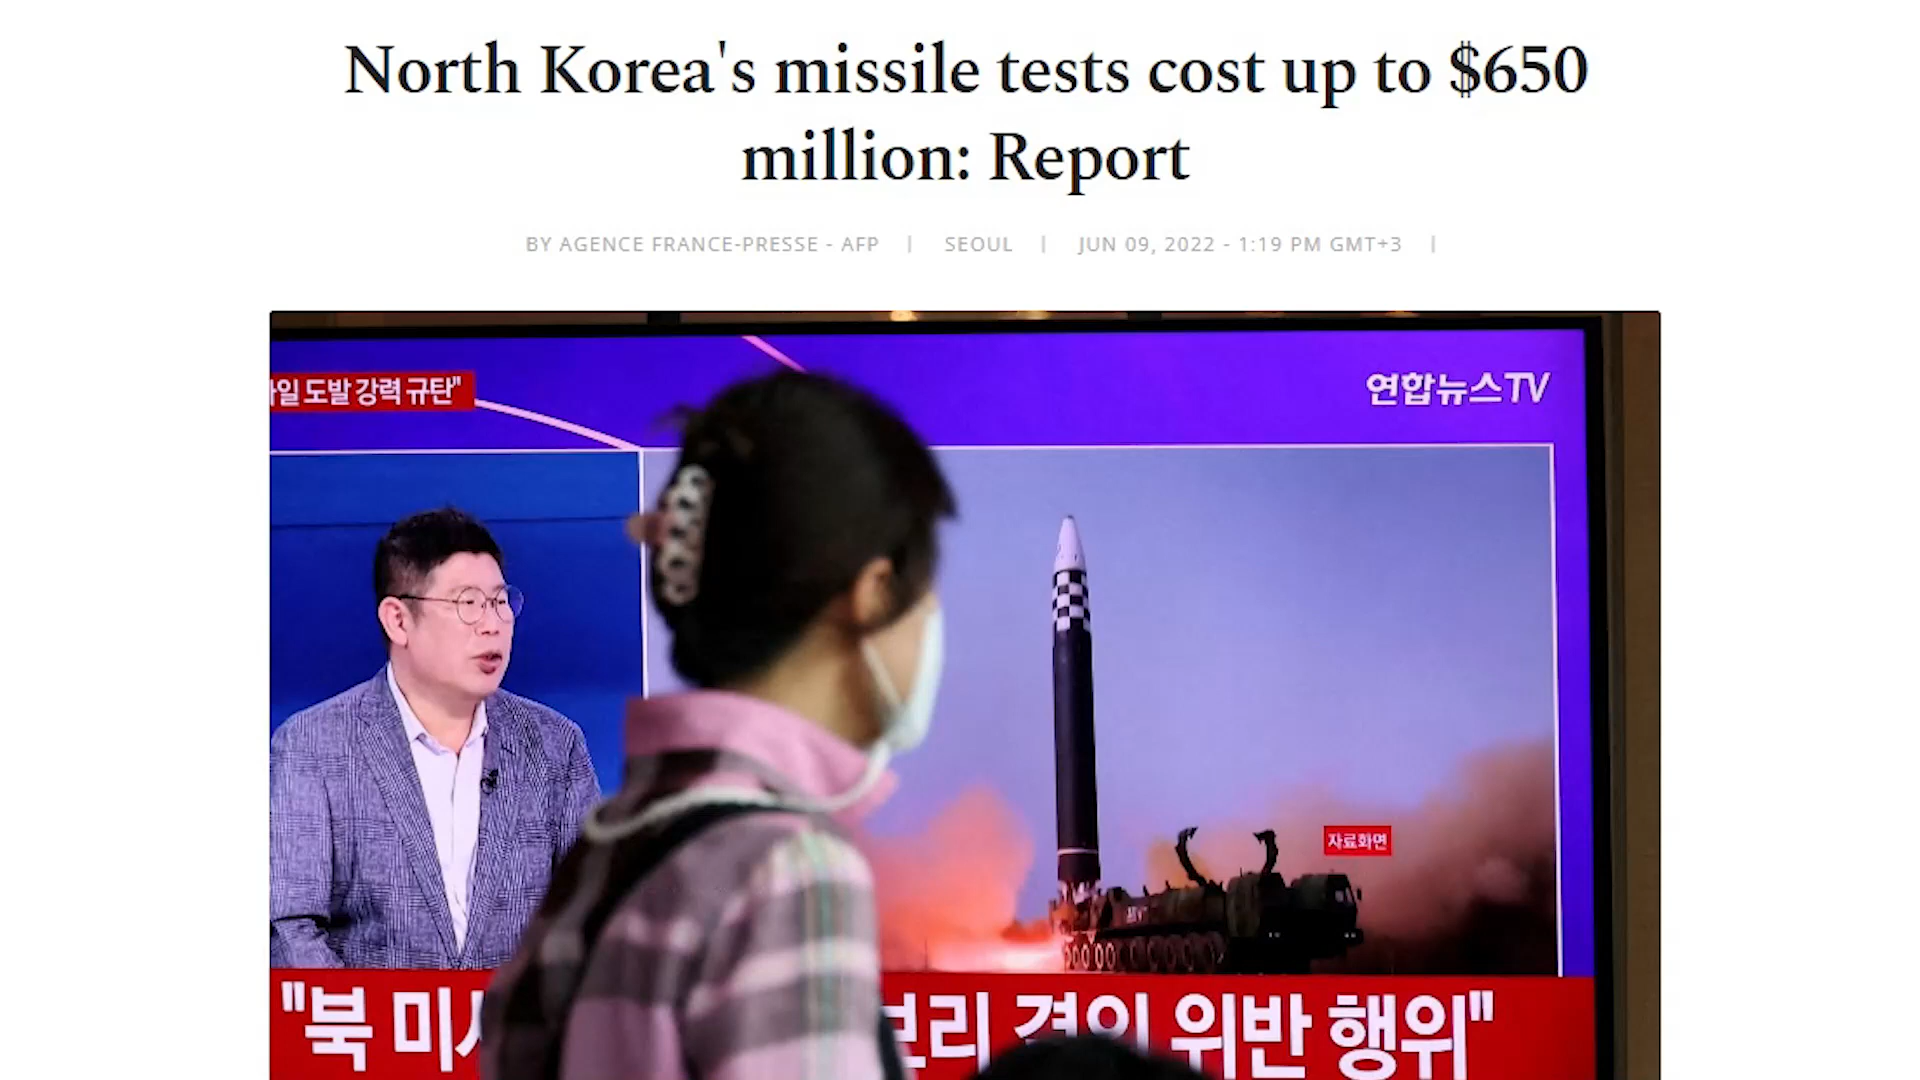 North Korea's missile tests cost up to $650
million: Report
BY AGENCE FRANCE-PRESSE - AFP | SEOUL | JUN 09, 2022 - 1:19 PM GMT+3 |
도발 강력 규탄"
연합뉴스TV
자료화면
"북
결의 위반 행위"